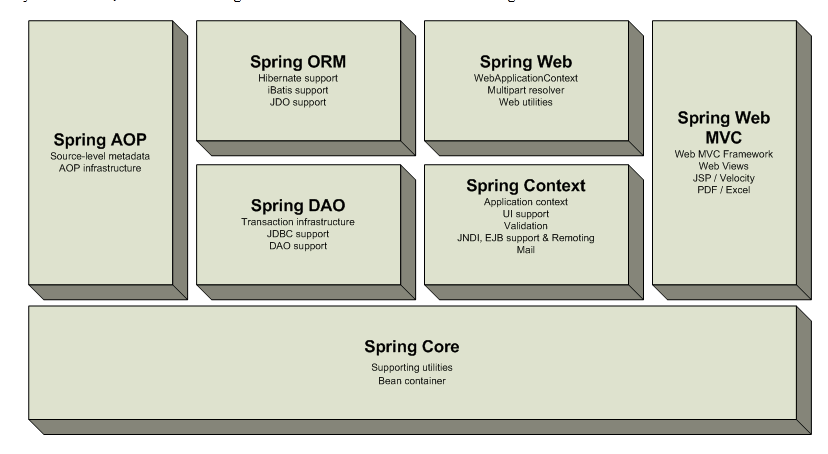 Spring AOP
Source-level metadata
AOP infrastructure
Spring ORM
Hibernate support
iBatis support
JDO support
Spring Web
WebApplicationContext
Multipart resolver
Web utilities
Spring Web
MVC
Web MVC Framework
Web Views
JSP / Velocity
PDF / Excel
Spring DAO
Transaction infrastructure
JDBC support
DAO support
Spring Context
Application context
UI support
Validation
JNDI, EJB support & Remoting
Mail
Spring Core
Supporting utilities
Bean container